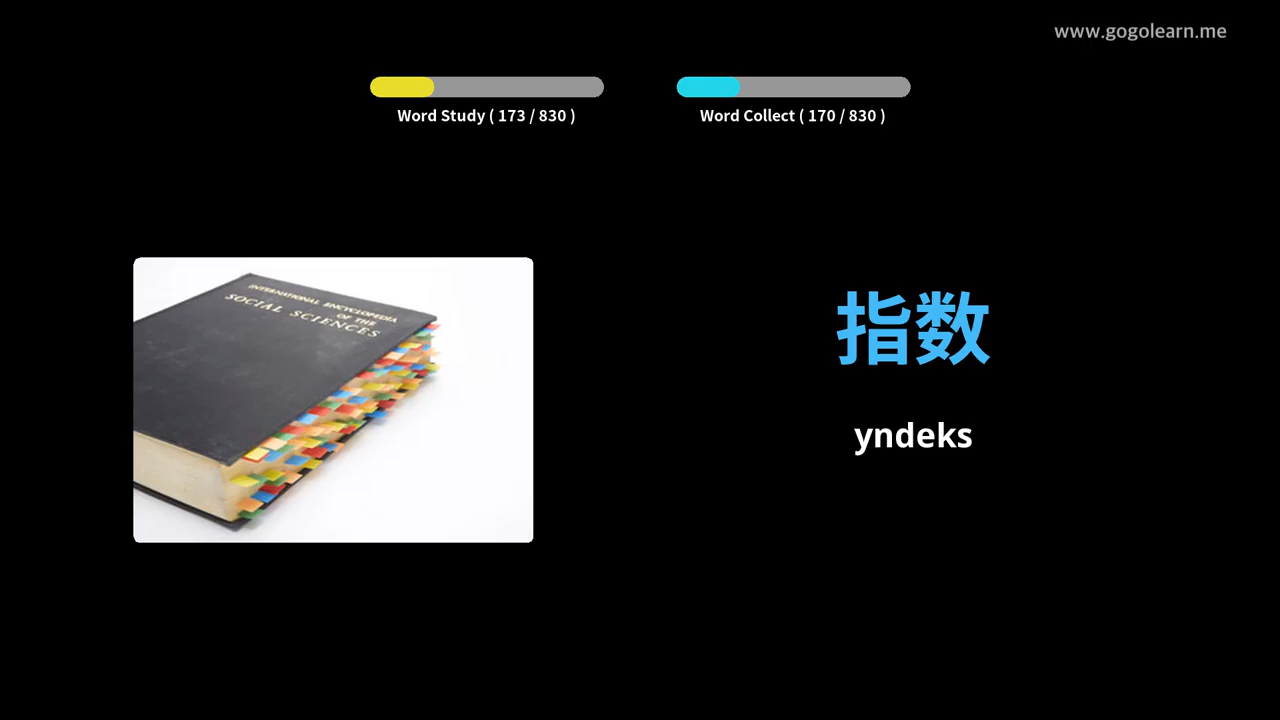 www.gogolearn.me
Word Study ( 173 / 830 )
Word Collect ( 170 / 830 )
INTERNATIONAL ENCYCLOPEDIA
OF THE
SOCIAL SCIENCES
指数
yndeks